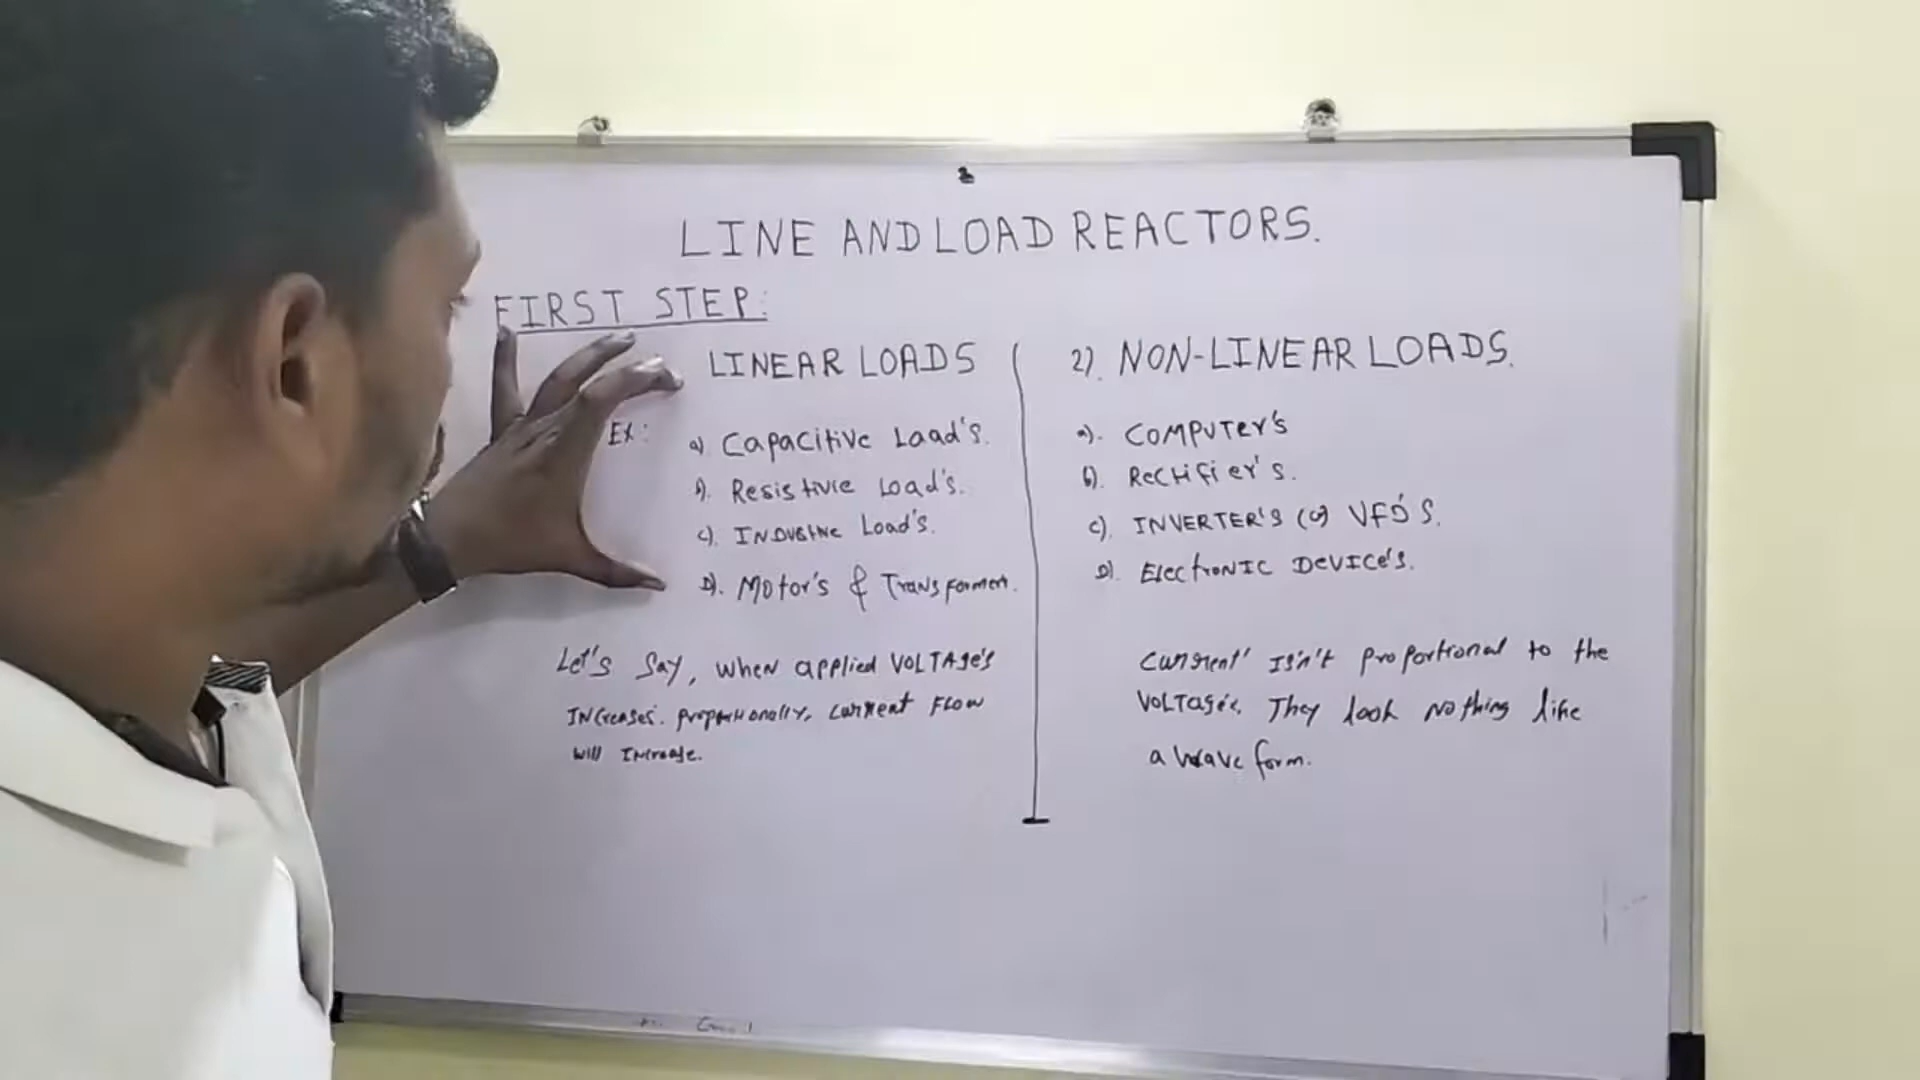 LINE AND LOAD REACTORS.
FIRST STEP:
LINEAR LOADS
Ex:
a) Capacitive Load's.
b). Resistivie Load's.
c). INDUCTIVE Load's.
D). Motor's & Transformers.
Let's Say, when applied VOLTAGE's
INcreases. proportionally, current Flow
will Increase.
2). NON-LINEAR LOADS.
a). COMPUTer's
b). Rectifier's.
c). INVERTER's (or) VFD'S.
D). Electronic Device's.
Current' Isn't proportional to the
VOLTAGE. They look nothing like
a wave form.